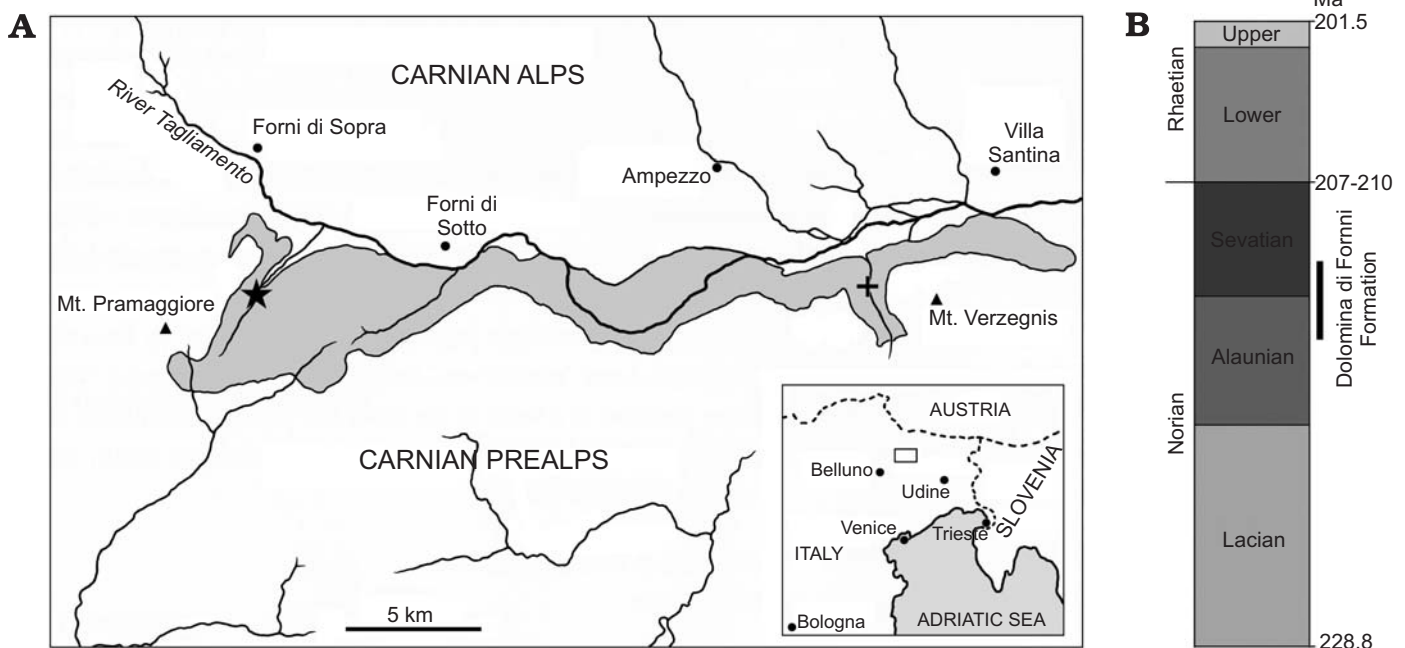 A
CARNIAN ALPS
River Tagliamento
Forni di Sopra
Ampezzo
Villa
Santina
Forni di
Sotto
Mt. Pramaggiore
Mt. Verzegnis
CARNIAN PREALPS
5 km
AUSTRIA
Belluno
Udine
SLOVENIA
Venice
Trieste
ITALY
Bologna
ADRIATIC SEA
B
Ma
201.5
Upper
Rhaetian
Lower
207-210
Sevatian
Dolomina di Fornni
Formation
Alaunian
Norian
Lacian
228.8